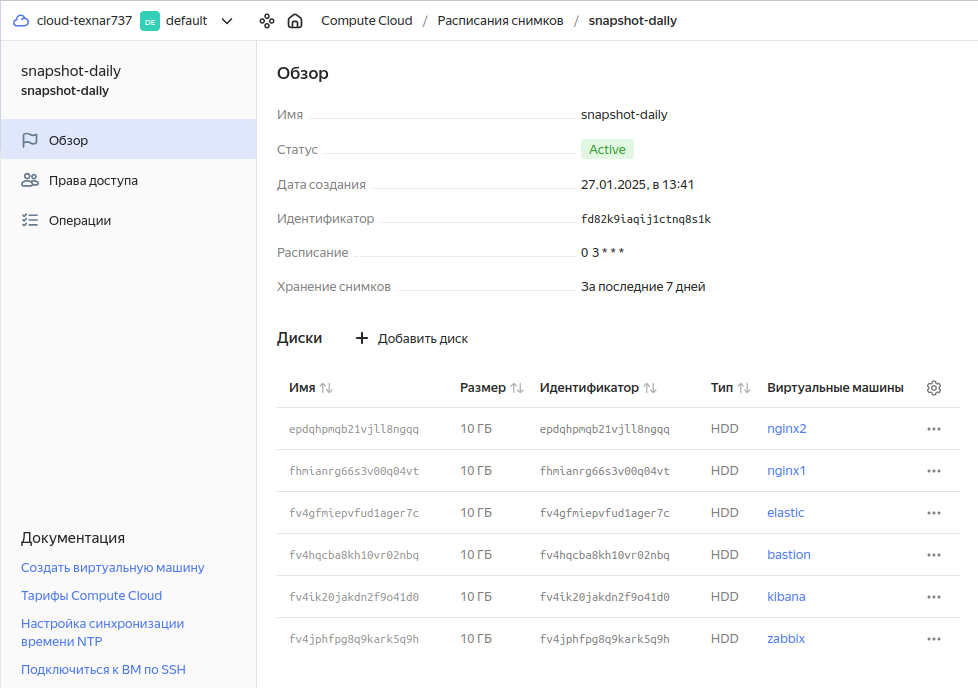 cloud-texnar737 DE default Compute Cloud / Расписания снимков / snapshot-daily
snapshot-daily
snapshot-daily
Обзор
Права доступа
Операции
Документация
Создать виртуальную машину
Тарифы Compute Cloud
Настройка синхронизации
времени NTP
Подключиться к ВМ по SSH
Обзор
Имя snapshot-daily
Статус Active
Дата создания 27.01.2025, в 13:41
Идентификатор fd82k9iaqij1ctnq8s1k
Расписание 0 3 * * *
Хранение снимков За последние 7 дней
Диски + Добавить диск
Имя Размер Идентификатор Тип Виртуальные машины
epdqhpmqb21vjll8ngqq 10 ГБ epdqhpmqb21vjll8ngqq HDD nginx2
fhmianrg66s3v00q04vt 10 ГБ fhmianrg66s3v00q04vt HDD nginx1
fv4gfmiepvfud1ager7c 10 ГБ fv4gfmiepvfud1ager7c HDD elastic
fv4hqcba8kh10vr02nbq 10 ГБ fv4hqcba8kh10vr02nbq HDD bastion
fv4ik20jakdn2f9o41d0 10 ГБ fv4ik20jakdn2f9o41d0 HDD kibana
fv4jphfpg8q9kark5q9h 10 ГБ fv4jphfpg8q9kark5q9h HDD zabbix